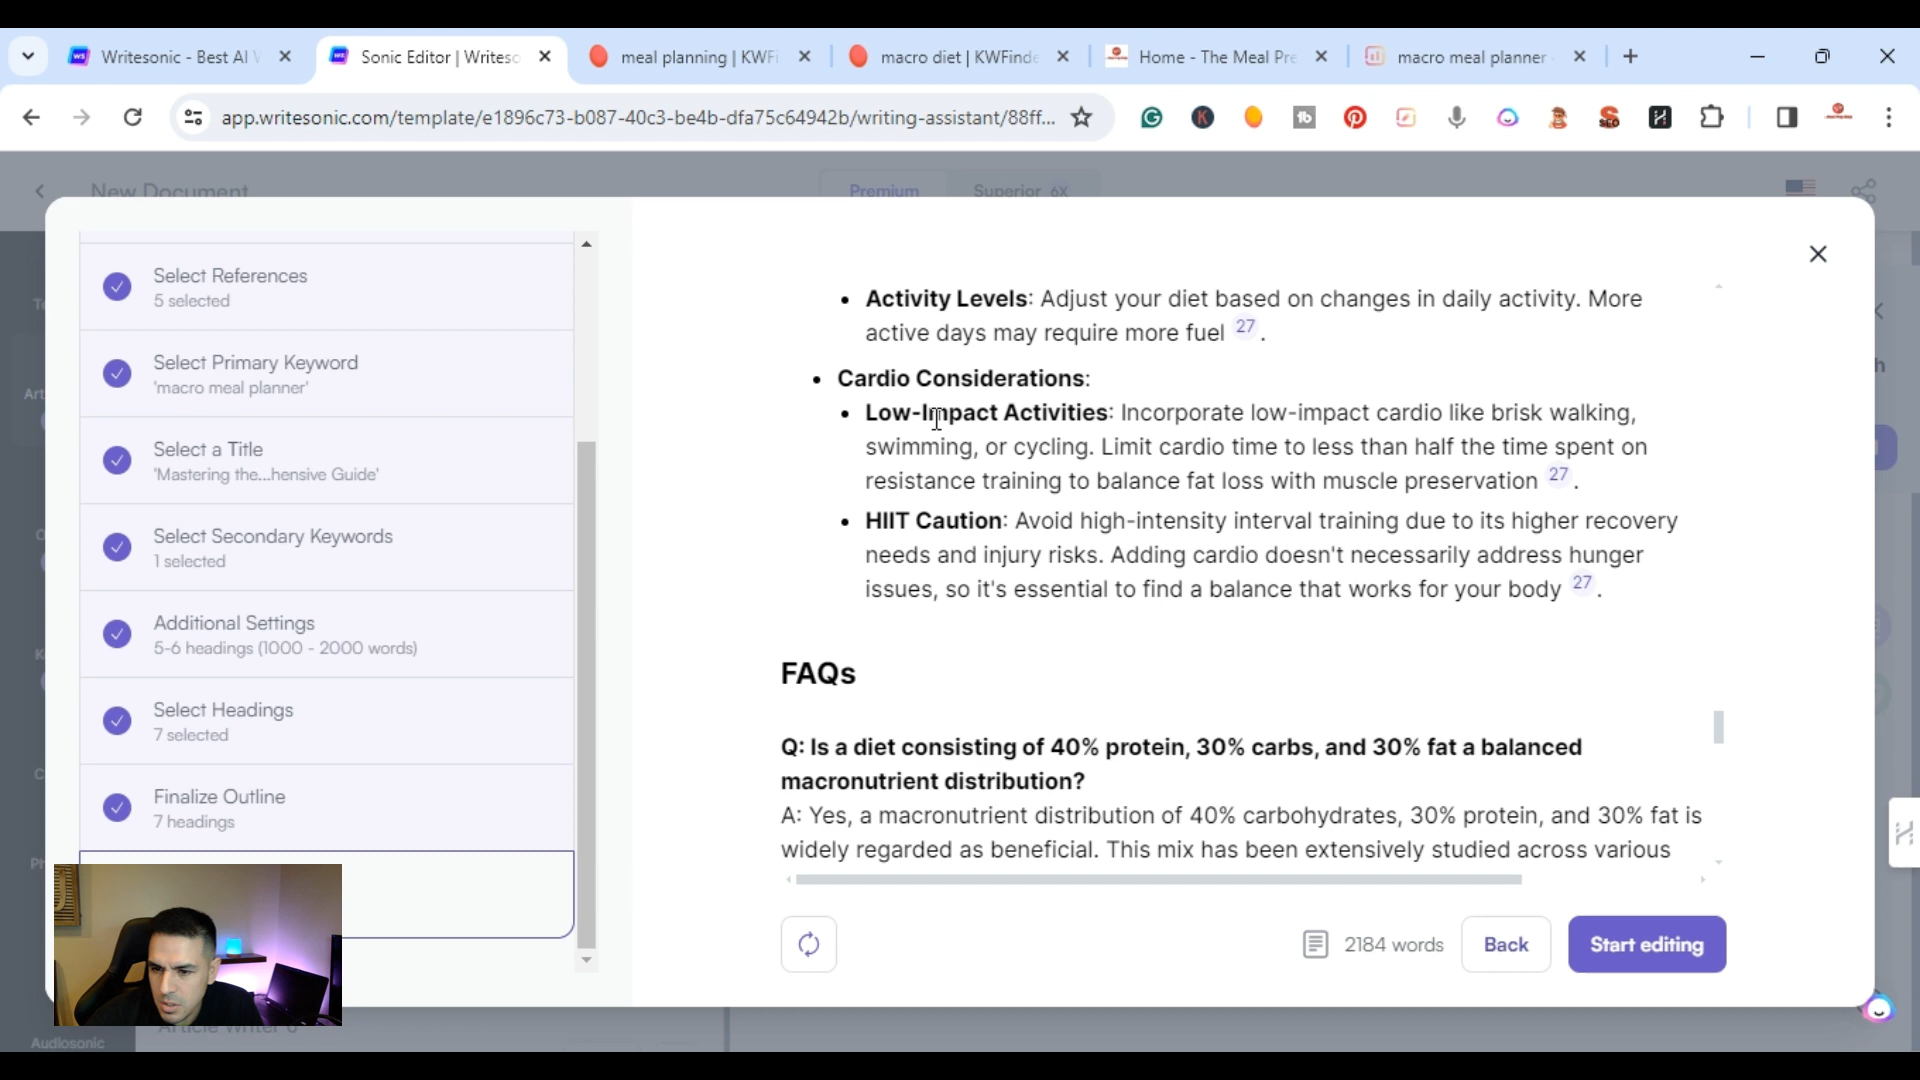 Writesonic - Best AI W
Sonic Editor | Writesc
meal planning | KWFi
macro diet | KWFinde
Home - The Meal Pre
macro meal planner
app.writesonic.com/template/e1896c73-b087-40c3-be4b-dfa75c64942b/writing-assistant/88ff...
New Document
Premium
Superior 6X
Select References
5 selected
Select Primary Keyword
'macro meal planner'
Select a Title
'Mastering the...hensive Guide'
Select Secondary Keywords
1 selected
Additional Settings
5-6 headings (1000 - 2000 words)
Select Headings
7 selected
Finalize Outline
7 headings
• Activity Levels: Adjust your diet based on changes in daily activity. More
active days may require more fuel 27 .
• Cardio Considerations:
• Low-Impact Activities: Incorporate low-impact cardio like brisk walking,
swimming, or cycling. Limit cardio time to less than half the time spent on
resistance training to balance fat loss with muscle preservation 27 .
• HIIT Caution: Avoid high-intensity interval training due to its higher recovery
needs and injury risks. Adding cardio doesn't necessarily address hunger
issues, so it's essential to find a balance that works for your body 27 .
FAQs
Q: Is a diet consisting of 40% protein, 30% carbs, and 30% fat a balanced
macronutrient distribution?
A: Yes, a macronutrient distribution of 40% carbohydrates, 30% protein, and 30% fat is
widely regarded as beneficial. This mix has been extensively studied across various
2184 words
Back
Start editing
Audiosonic